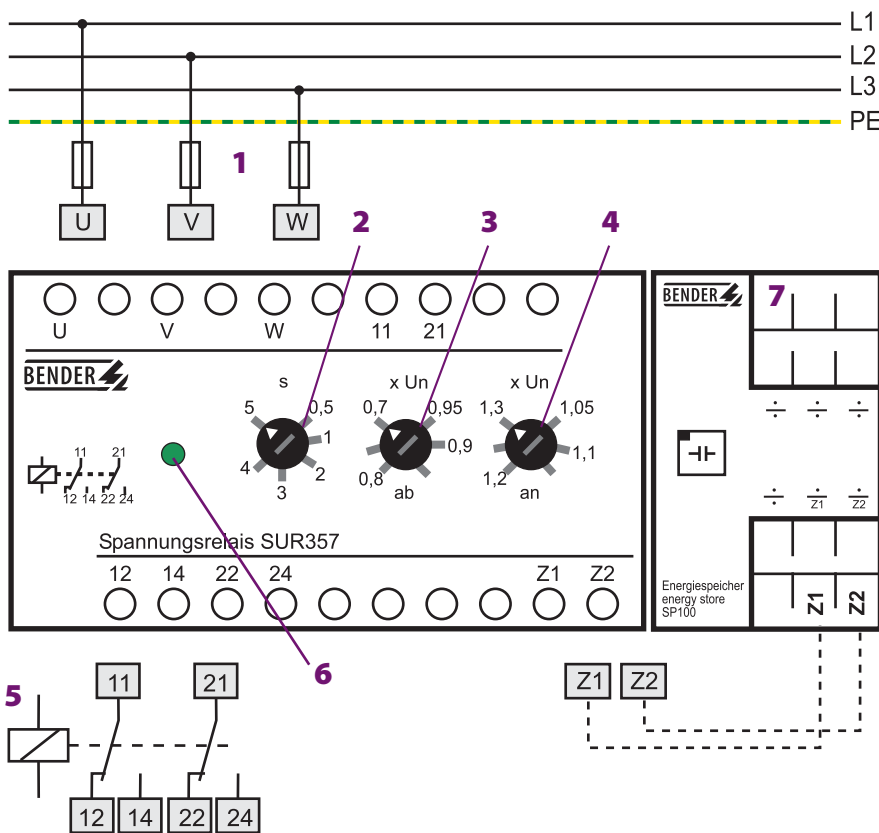 L1
L2
L3
PE
1
U V W
2 3 4
U V W 11 21
BENDER
s
5 0,5
1
2
3
4
x Un
0,7 0,95
0,9
0,8
ab
x Un
1,3 1,05
1,1
1,2
an
11 21
12 14 22 24
Spannungsrelais SUR357
12 14 22 24 Z1 Z2
6
BENDER
7
÷ ÷ ÷
÷ ÷ ÷
Z1 Z2
Energiespeicher
energy store
SP100
Z1 Z2
5
11 21
12 14 22 24
Z1 Z2